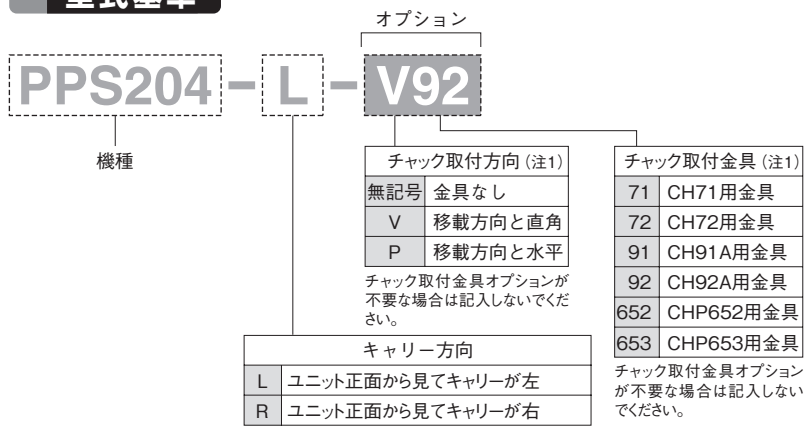 型式基準
オプション
PPS204-L-V92
機種
チャック取付方向(注1)
無記号 金具なし
V 移載方向と直角
P 移載方向と水平
チャック取付金具オプションが
不要な場合は記入しないでくだ
さい。
チャック取付金具(注1)
71 CH71用金具
72 CH72用金具
91 CH91A用金具
92 CH92A用金具
652 CHP652用金具
653 CHP653用金具
チャック取付金具オプション
が不要な場合は記入しない
でください。
キャリー方向
L ユニット正面から見てキャリーが左
R ユニット正面から見てキャリーが右